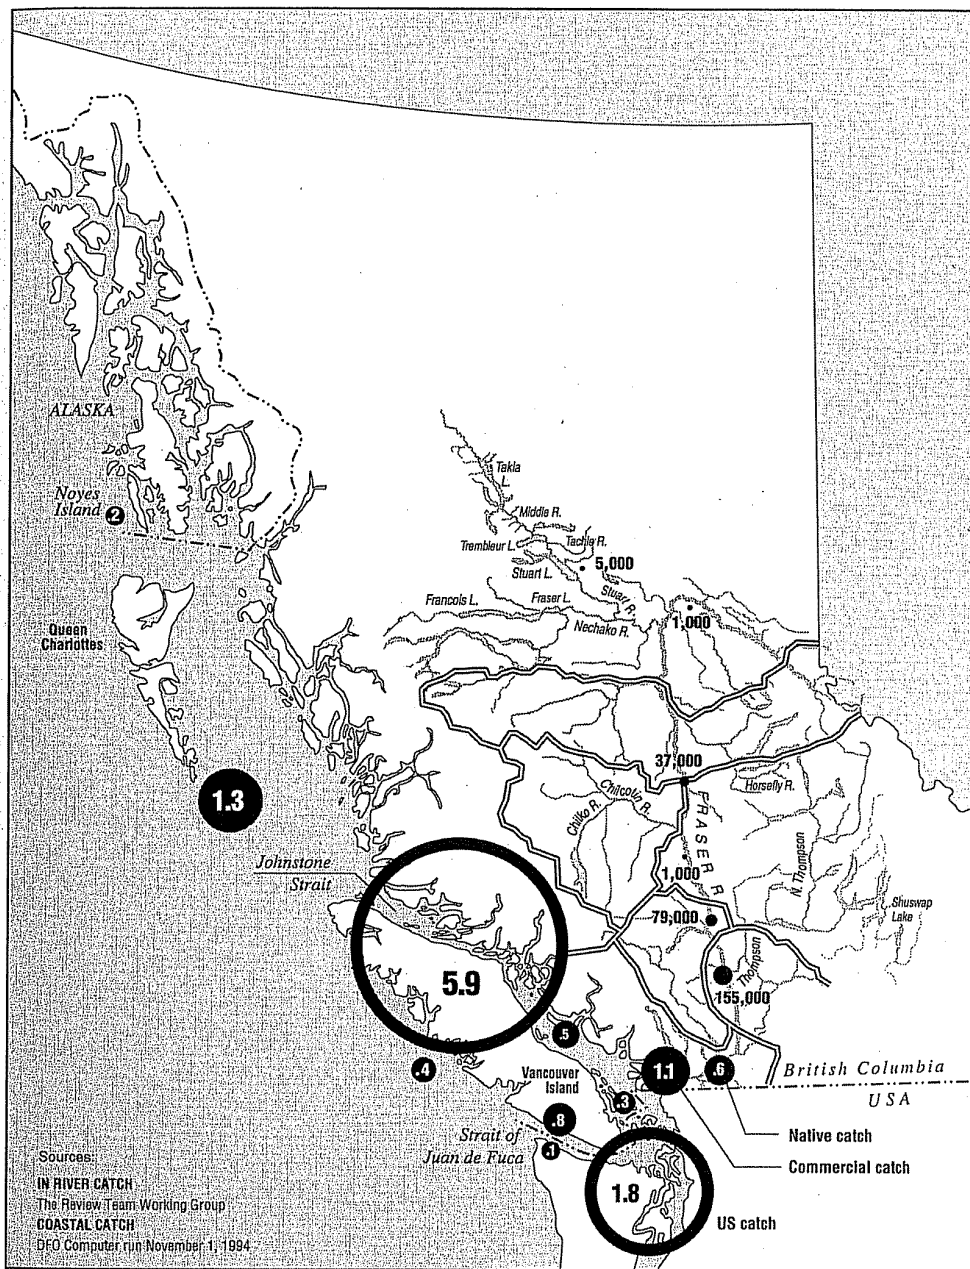 ALASKA
Noyes
Island
.2
Queen
Charlottes
1.3
Takla
L.
Middle R.
Trembleur L.
Tachie R.
Stuart L.
5,000
Stuart R.
Francois L.
Fraser L.
Nechako R.
1,000
37,000
Horsefly R.
Chilcotin R.
Chilko R.
FRASER R.
1,000
N. Thompson
Shuswap
Lake
79,000
Thompson
155,000
Johnstone
Strait
5.9
.5
.4
Vancouver
Island
1.1
.6
British Columbia
USA
.3
.8
Strait of
Juan de Fuca
.1
Native catch
Commercial catch
1.8
US catch
Sources:
IN RIVER CATCH
The Review Team Working Group
COASTAL CATCH
DFO Computer run November 1, 1994